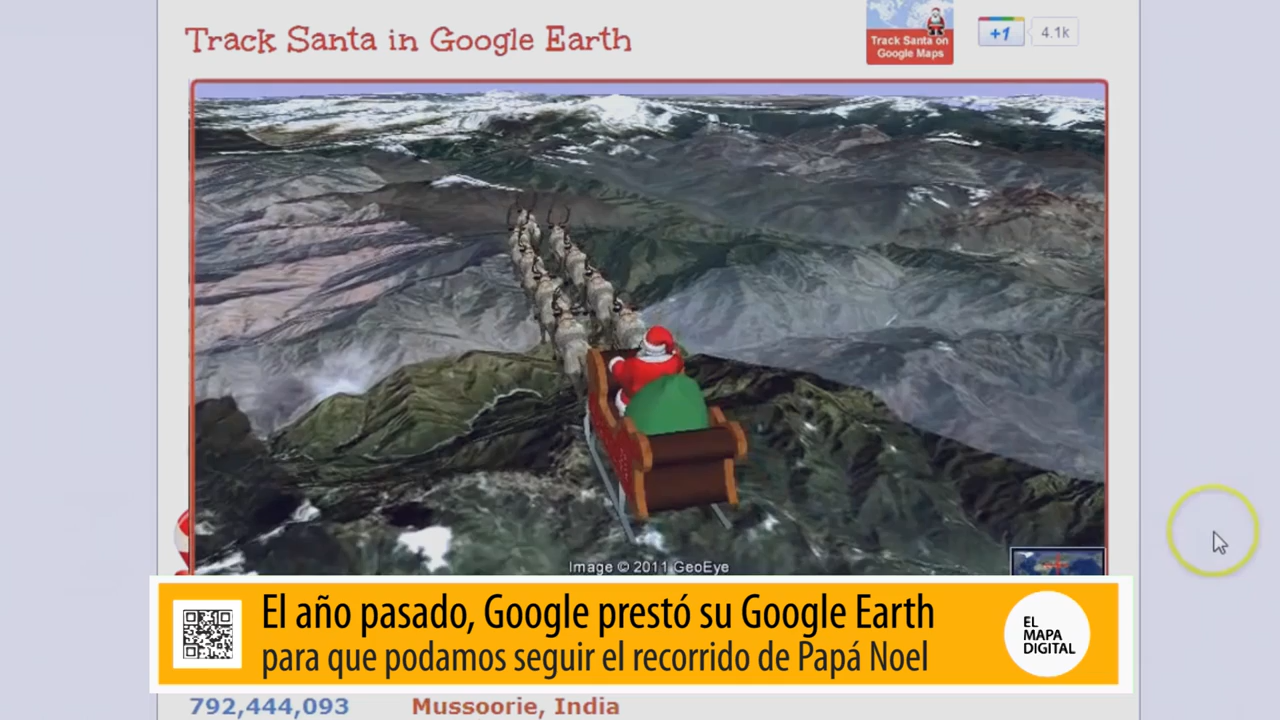 Track Santa in Google Earth
Track Santa on
Google Maps
+1
4.1k
Image © 2011 GeoEye
El año pasado, Google prestó su Google Earth
para que podamos seguir el recorrido de Papá Noel
EL
MAPA
DIGITAL
792,444,093
Mussoorie, India